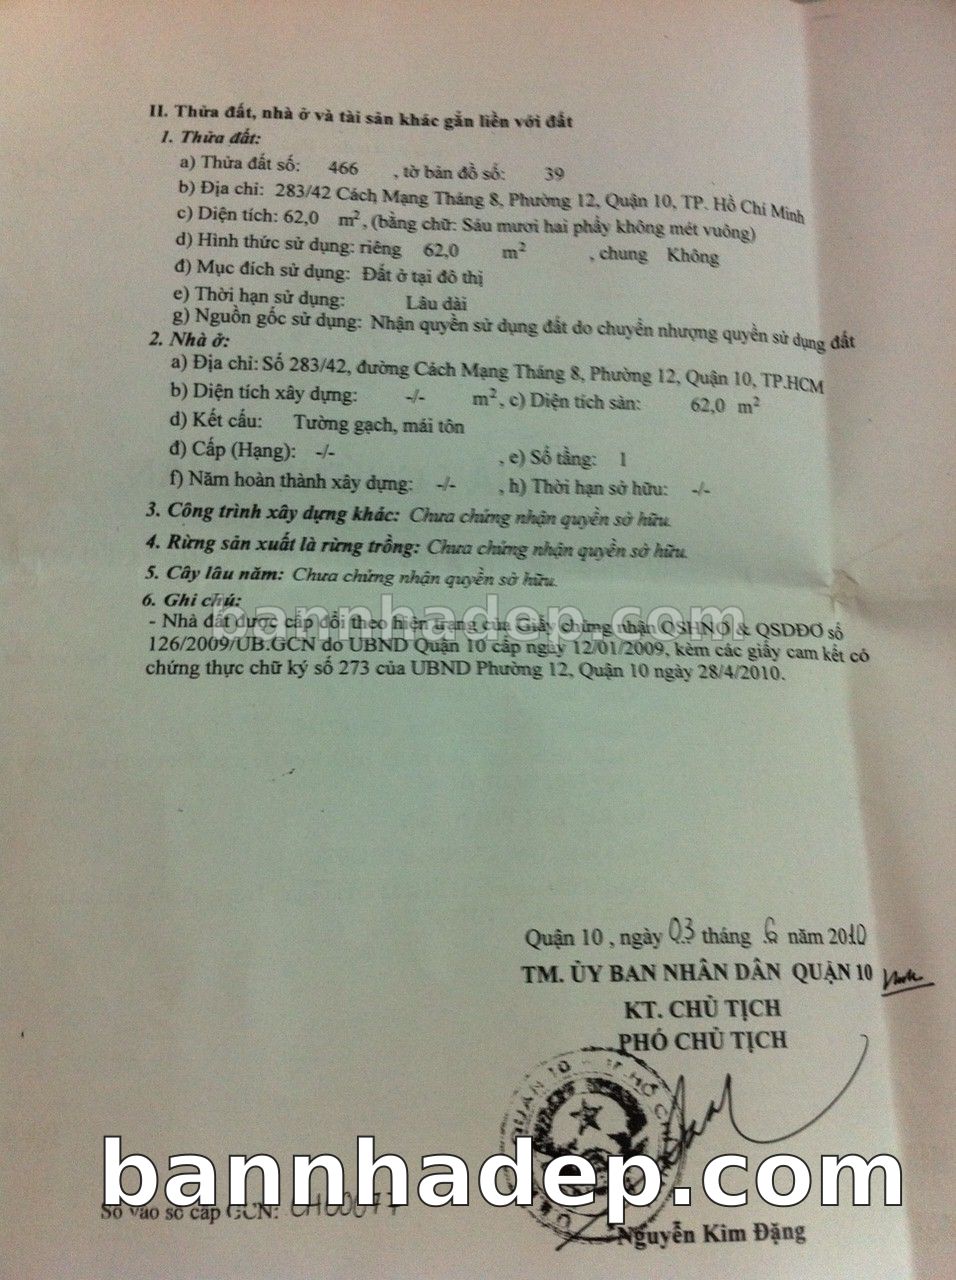 II. Thửa đất, nhà ở và tài sản khác gắn liền với đất
1. Thửa đất:
a) Thửa đất số: 466 , tờ bản đồ số: 39
b) Địa chỉ: 283/42 Cách Mạng Tháng 8, Phường 12, Quận 10, TP. Hồ Chí Minh
c) Diện tích: 62,0 m², (bằng chữ: Sáu mươi hai phẩy không mét vuông)
d) Hình thức sử dụng: riêng 62,0 m² , chung Không
đ) Mục đích sử dụng: Đất ở tại đô thị
e) Thời hạn sử dụng: Lâu dài
g) Nguồn gốc sử dụng: Nhận quyền sử dụng đất do chuyển nhượng quyền sử dụng đất
2. Nhà ở:
a) Địa chỉ: Số 283/42, đường Cách Mạng Tháng 8, Phường 12, Quận 10, TP.HCM
b) Diện tích xây dựng: -/- m², c) Diện tích sàn: 62,0 m²
d) Kết cấu: Tường gạch, mái tôn
đ) Cấp (Hạng): -/- , e) Số tầng: 1
f) Năm hoàn thành xây dựng: -/- , h) Thời hạn sở hữu: -/-
3. Công trình xây dựng khác: Chưa chứng nhận quyền sở hữu.
4. Rừng sản xuất là rừng trồng: Chưa chứng nhận quyền sở hữu.
5. Cây lâu năm: Chưa chứng nhận quyền sở hữu.
6. Ghi chú:
bannhadep.com
- Nhà đất được cấp đổi theo hiện trạng của Giấy chứng nhận QSHNO & QSDĐO số
126/2009/UB.GCN do UBND Quận 10 cấp ngày 12/01/2009, kèm các giấy cam kết có
chứng thực chữ ký số 273 của UBND Phường 12, Quận 10 ngày 28/4/2010.
Quận 10 , ngày 03 tháng 6 năm 2010
TM. ỦY BAN NHÂN DÂN QUẬN 10
KT. CHỦ TỊCH
PHÓ CHỦ TỊCH
QUẬN 10
bannhadep.com
Số vào sổ cấp GCN: CH00077
Nguyễn Kim Đặng